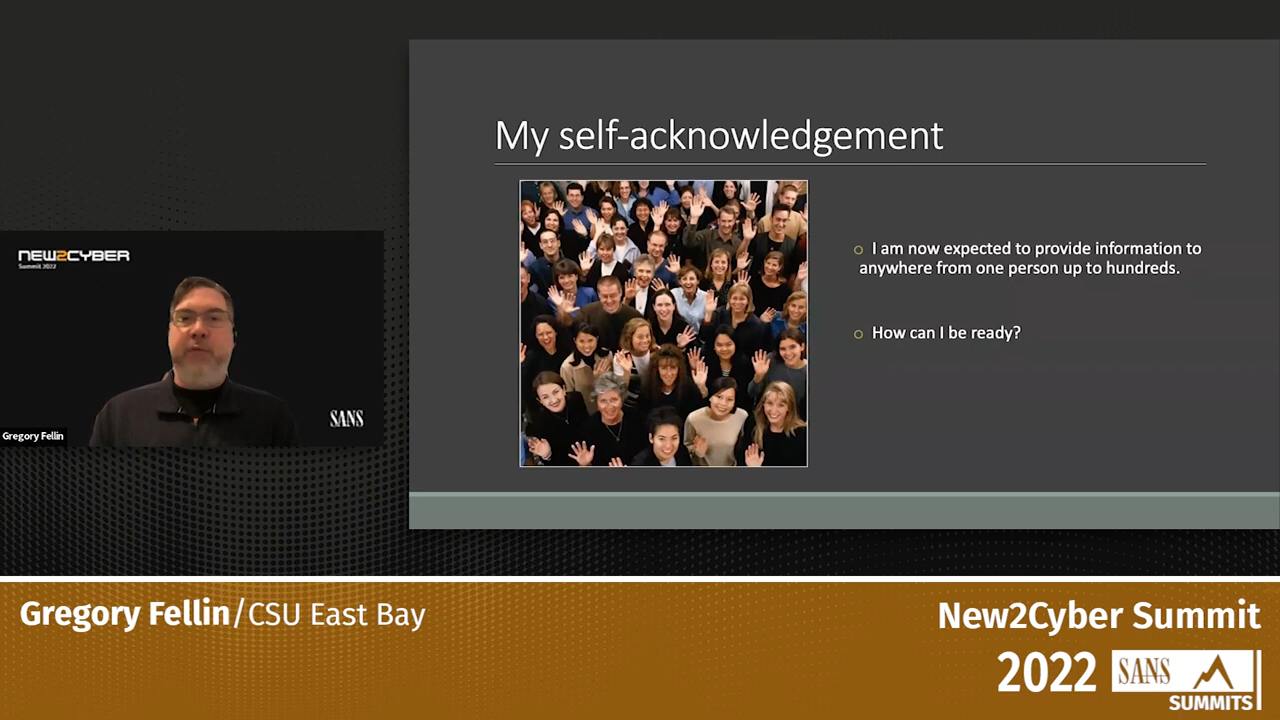 My self-acknowledgement
I am now expected to provide information to
anywhere from one person up to hundreds.
How can I be ready?
NEW2CYBER
Summit 2022
SANS
Gregory Fellin
Gregory Fellin/CSU East Bay
New2Cyber Summit
2022
SANS
SUMMITS